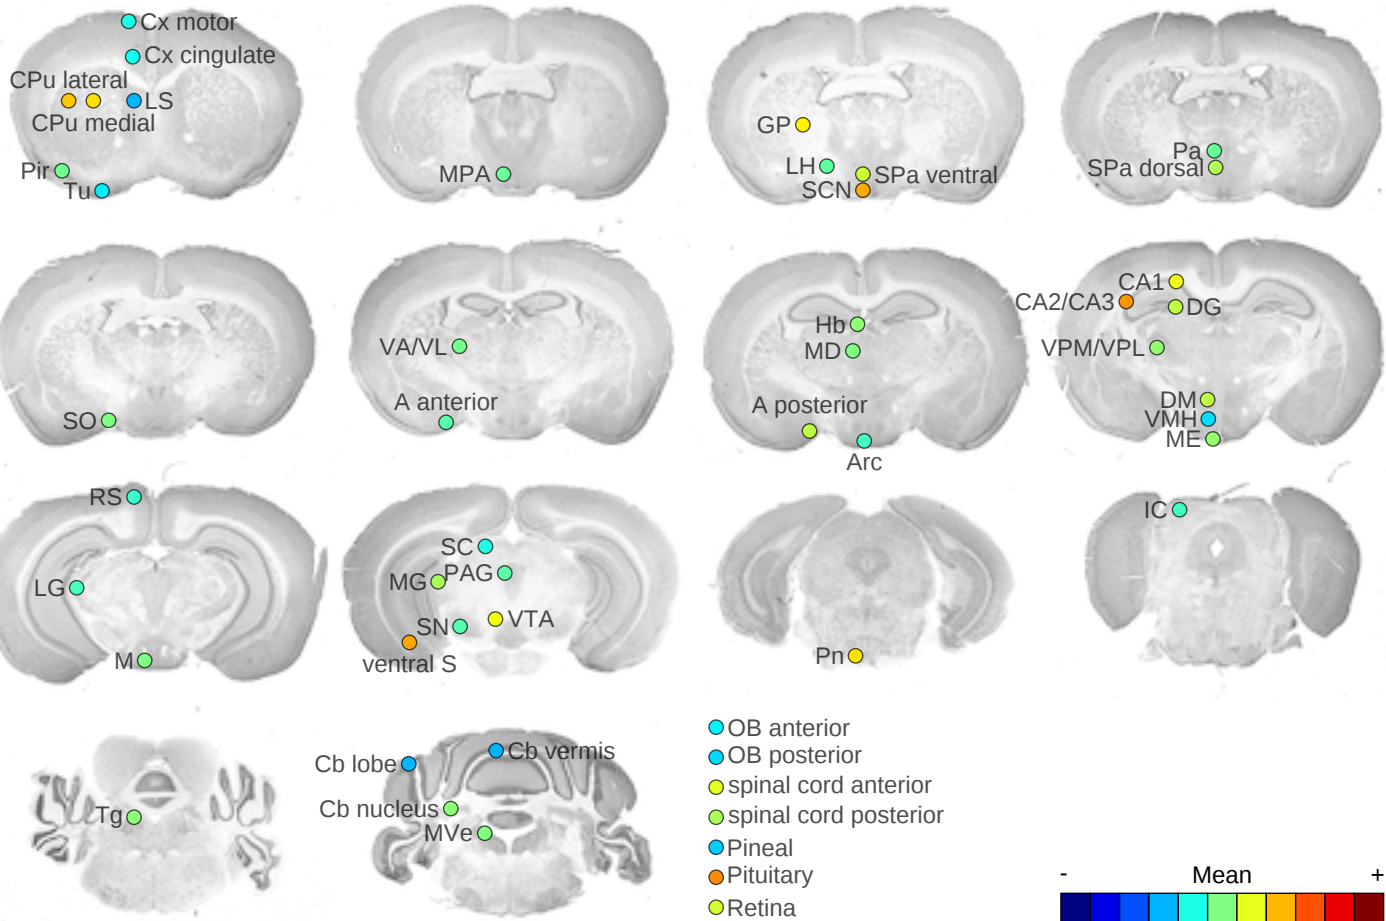 Cx motor
Cx cingulate
CPu lateral
LS
CPu medial
Pir
Tu
MPA
GP
LH
SPa ventral
SCN
Pa
SPa dorsal
SO
VA/VL
A anterior
Hb
MD
A posterior
Arc
CA1
CA2/CA3
DG
VPM/VPL
DM
VMH
ME
RS
LG
M
SC
PAG
MG
VTA
SN
ventral S
Pn
IC
Tg
Cb vermis
Cb lobe
Cb nucleus
MVe
OB anterior
OB posterior
spinal cord anterior
spinal cord posterior
Pineal
Pituitary
Retina
- Mean +